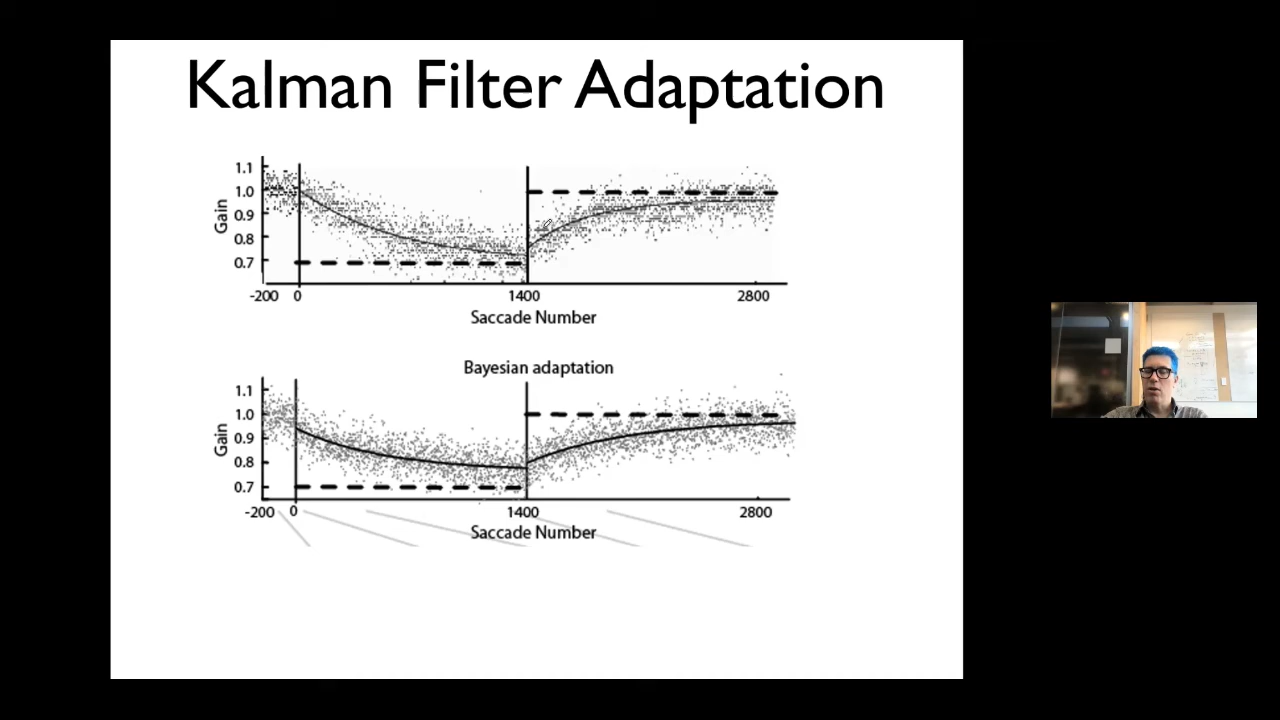 Kalman Filter Adaptation
1.1
1.0
0.9
0.8
0.7
Gain
-200 0 1400 2800
Saccade Number
Bayesian adaptation
1.1
1.0
0.9
0.8
0.7
Gain
-200 0 1400 2800
Saccade Number